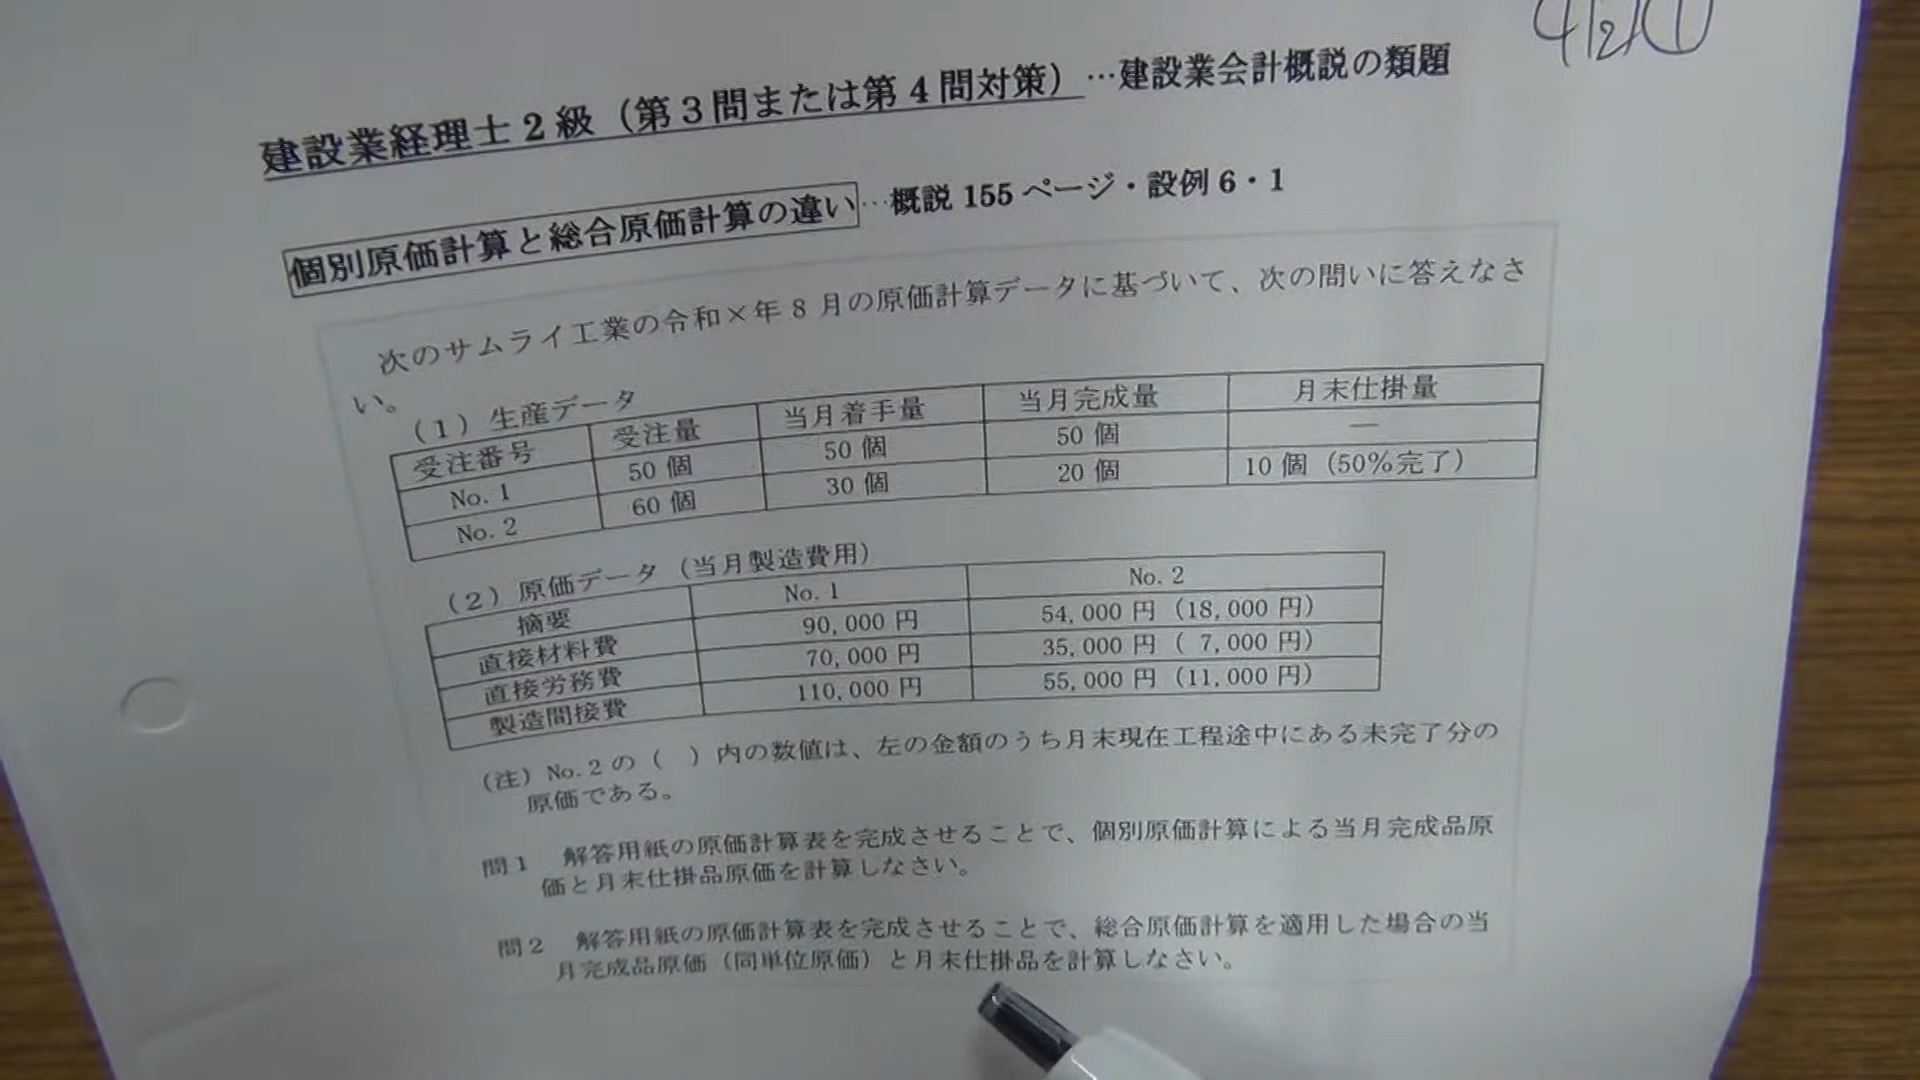 建設業経理士2級（第3問または第4問対策）…建設業会計概説の類題
個別原価計算と総合原価計算の違い…概説 155 ページ・設例 6・1
次のサムライ工業の令和×年 8 月の原価計算データに基づいて、次の問いに答えなさ
い。
（1）生産データ
受注番号 受注量 当月着手量 当月完成量 月末仕掛量
No. 1 50 個 50 個 50 個 ―
No. 2 60 個 30 個 20 個 10 個（50%完了）
（2）原価データ（当月製造費用）
摘要 No. 1 No. 2
直接材料費 90,000 円 54,000 円（18,000 円）
直接労務費 70,000 円 35,000 円（ 7,000 円）
製造間接費 110,000 円 55,000 円（11,000 円）
（注）No. 2 の（　）内の数値は、左の金額のうち月末現在工程途中にある未完了分の
原価である。
問1　解答用紙の原価計算表を完成させることで、個別原価計算による当月完成品原
価と月末仕掛品原価を計算しなさい。
問2　解答用紙の原価計算表を完成させることで、総合原価計算を適用した場合の当
月完成品原価（同単位原価）と月末仕掛品を計算しなさい。